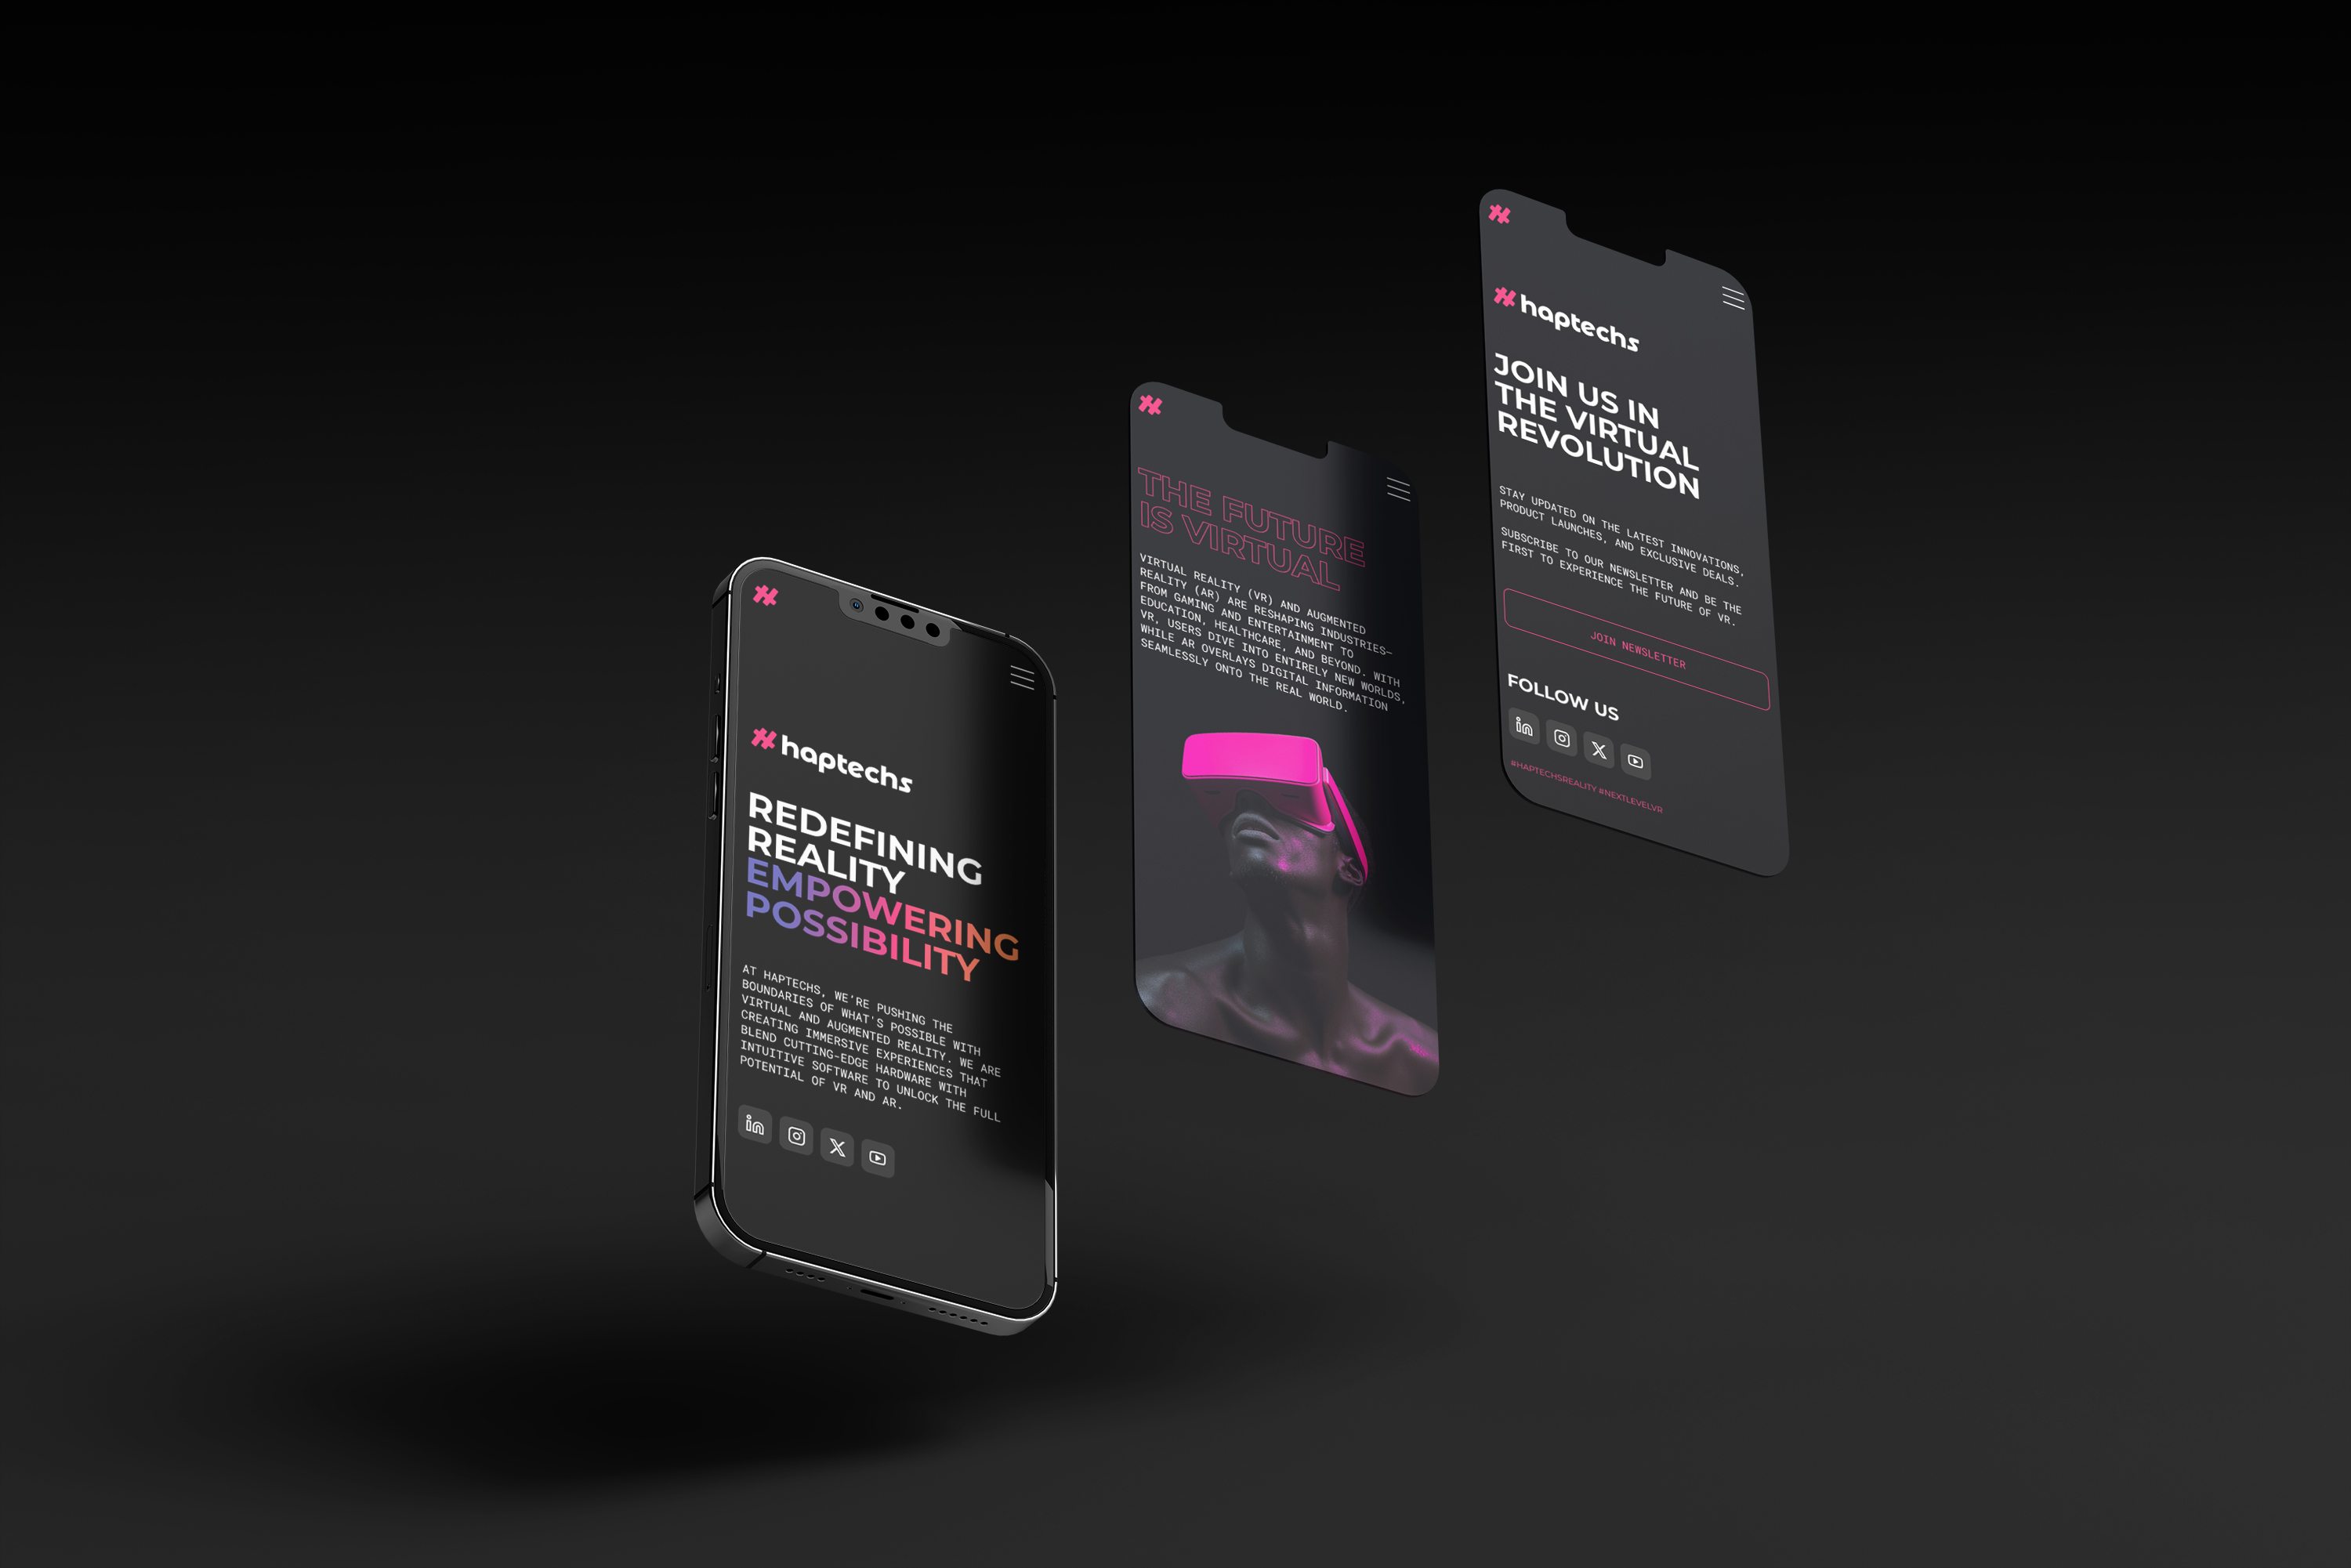 haptechs
REDEFINING
REALITY
EMPOWERING
POSSIBILITY
AT HAPTECHS, WE'RE PUSHING THE
BOUNDARIES OF WHAT'S POSSIBLE WITH
VIRTUAL AND AUGMENTED REALITY. WE ARE
CREATING IMMERSIVE EXPERIENCES THAT
BLEND CUTTING-EDGE HARDWARE WITH
INTUITIVE SOFTWARE TO UNLOCK THE FULL
POTENTIAL OF VR AND AR.
THE FUTURE
IS VIRTUAL
VIRTUAL REALITY (VR) AND AUGMENTED
REALITY (AR) ARE RESHAPING INDUSTRIES—
FROM GAMING AND ENTERTAINMENT TO
EDUCATION, HEALTHCARE, AND BEYOND. WITH
VR, USERS DIVE INTO ENTIRELY NEW WORLDS,
WHILE AR OVERLAYS DIGITAL INFORMATION
SEAMLESSLY ONTO THE REAL WORLD.
haptechs
JOIN US IN
THE VIRTUAL
REVOLUTION
STAY UPDATED ON THE LATEST INNOVATIONS,
PRODUCT LAUNCHES, AND EXCLUSIVE DEALS.
SUBSCRIBE TO OUR NEWSLETTER AND BE THE
FIRST TO EXPERIENCE THE FUTURE OF VR.
JOIN NEWSLETTER
FOLLOW US
#HAPTECHSREALITY #NEXTLEVELVR